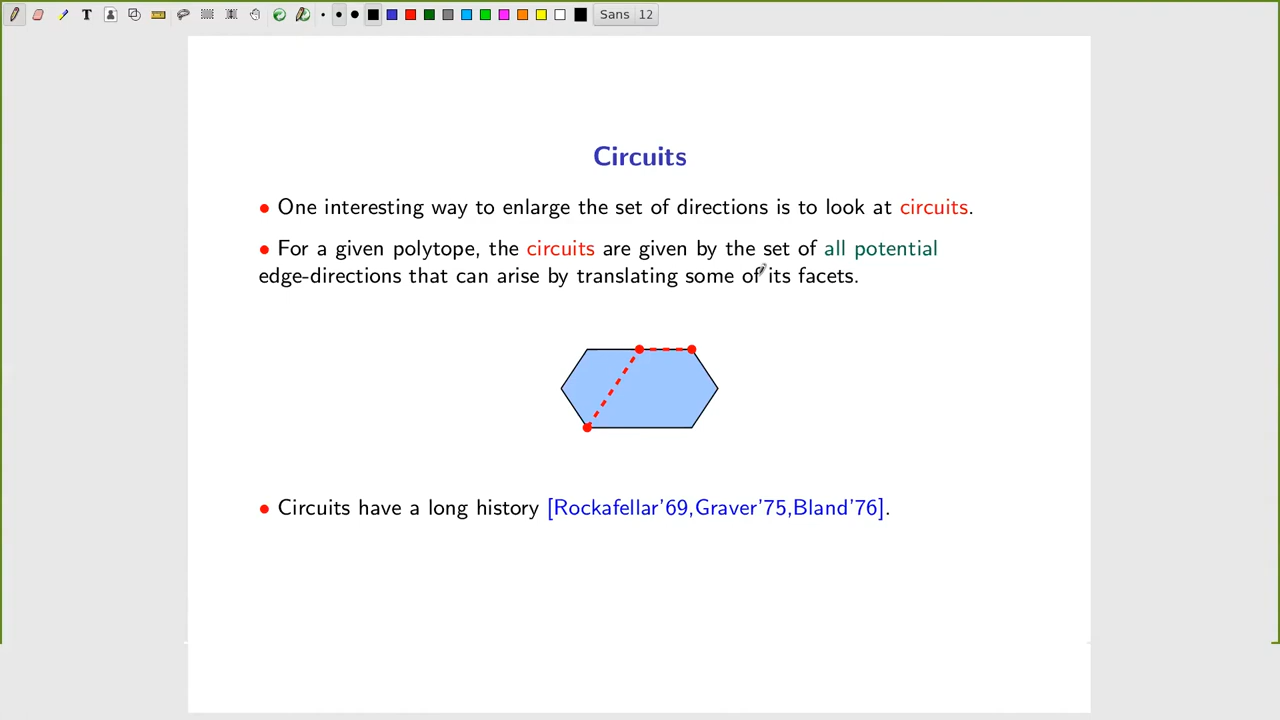 Sans 12
Circuits
• One interesting way to enlarge the set of directions is to look at circuits.
• For a given polytope, the circuits are given by the set of all potential
edge-directions that can arise by translating some of its facets.
• Circuits have a long history [Rockafellar'69,Graver'75,Bland'76].